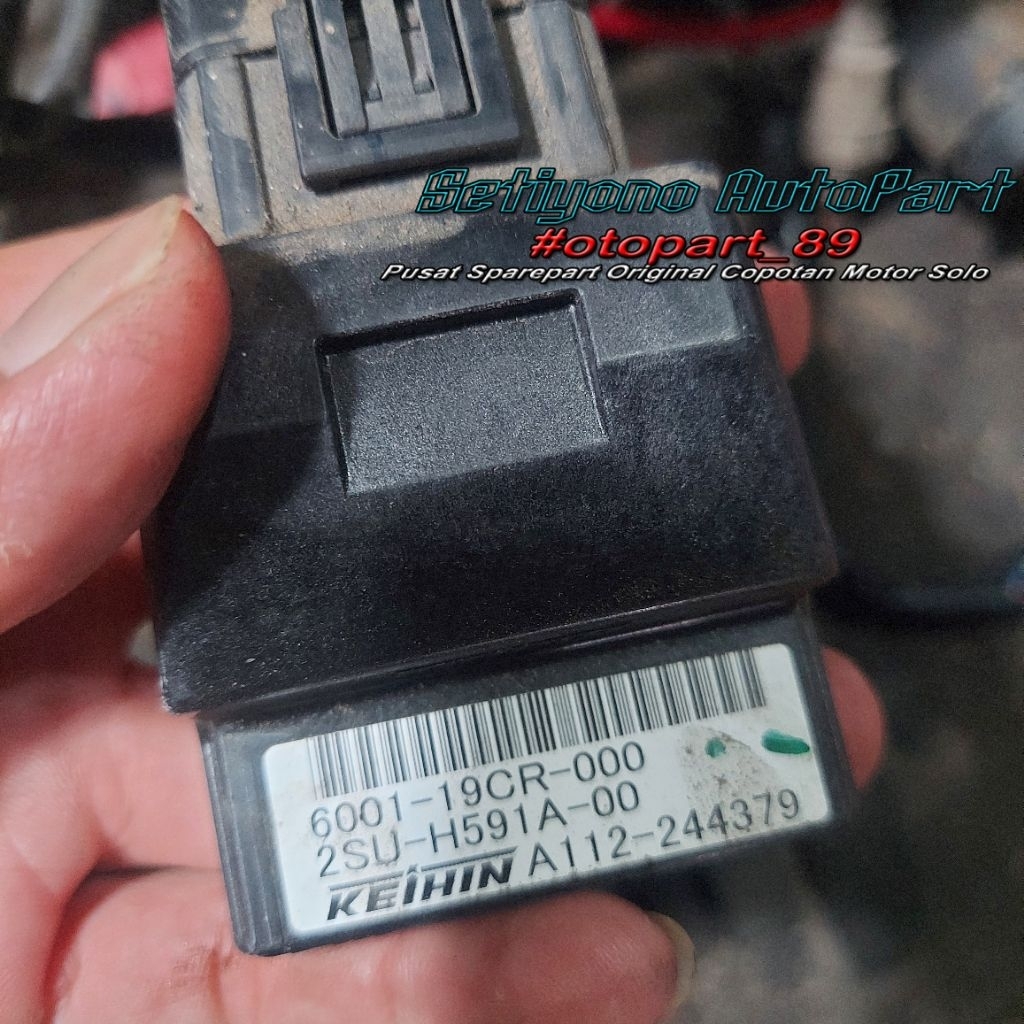 Setiyono AutoPart
#otopart_89
Pusat Sparepart Original Copotan Motor Solo
6001-19CR-000
2SU-H591A-00
KEIHIN A112-244379